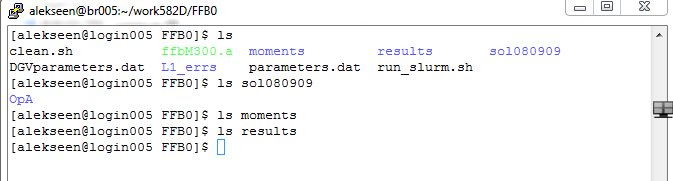 alekseen@br005:~/work582D/FFB0
[alekseen@login005 FFB0]$ ls
clean.sh ffbM300.a moments results sol080909
DGVparameters.dat L1_errs parameters.dat run_slurm.sh
[alekseen@login005 FFB0]$ ls sol080909
OpA
[alekseen@login005 FFB0]$ ls moments
[alekseen@login005 FFB0]$ ls results
[alekseen@login005 FFB0]$